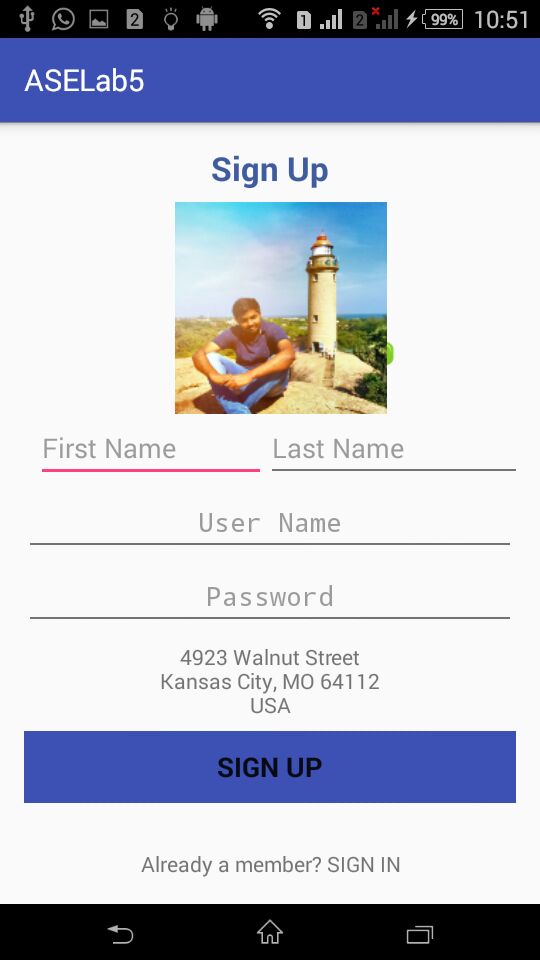 2 1 2 99% 10:51
ASELab5
Sign Up
First Name Last Name
User Name
Password
4923 Walnut Street
Kansas City, MO 64112
USA
SIGN UP
Already a member? SIGN IN